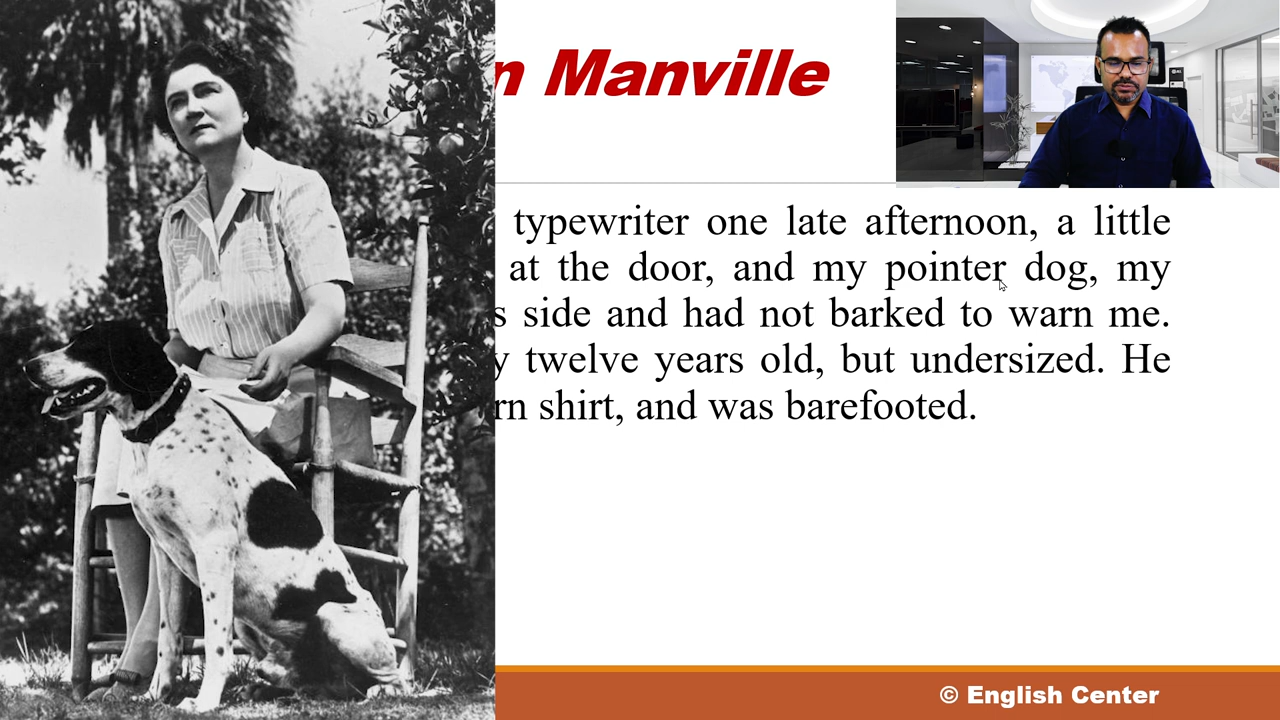 n Manville
typewriter one late afternoon, a little
at the door, and my pointer dog, my
s side and had not barked to warn me.
y twelve years old, but undersized. He
rn shirt, and was barefooted.
© English Center